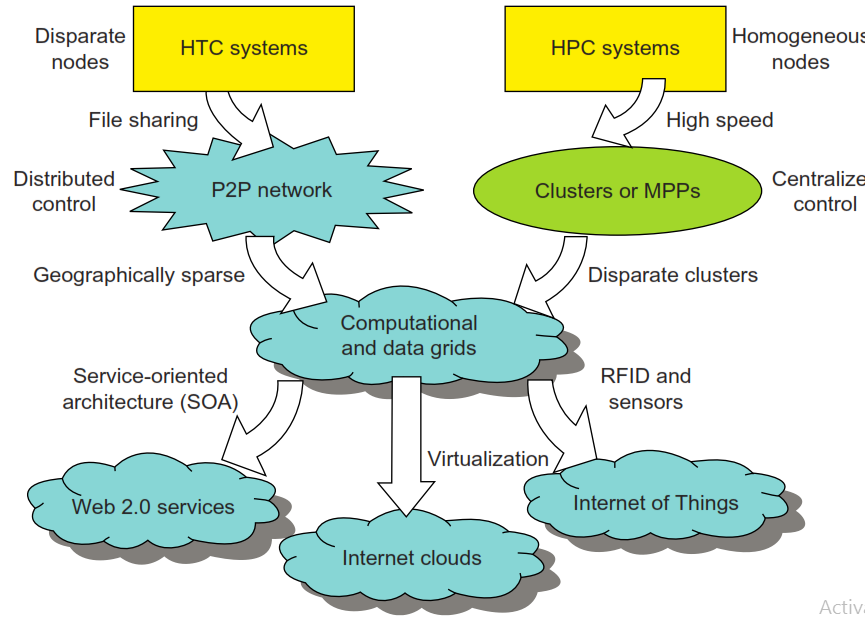 Disparate
nodes
HTC systems
HPC systems
Homogeneous
nodes
File sharing
High speed
Distributed
control
P2P network
Clusters or MPPs
Centralize
control
Geographically sparse
Disparate clusters
Computational
and data grids
Service-oriented
architecture (SOA)
RFID and
sensors
Virtualization
Web 2.0 services
Internet of Things
Internet clouds
Activa